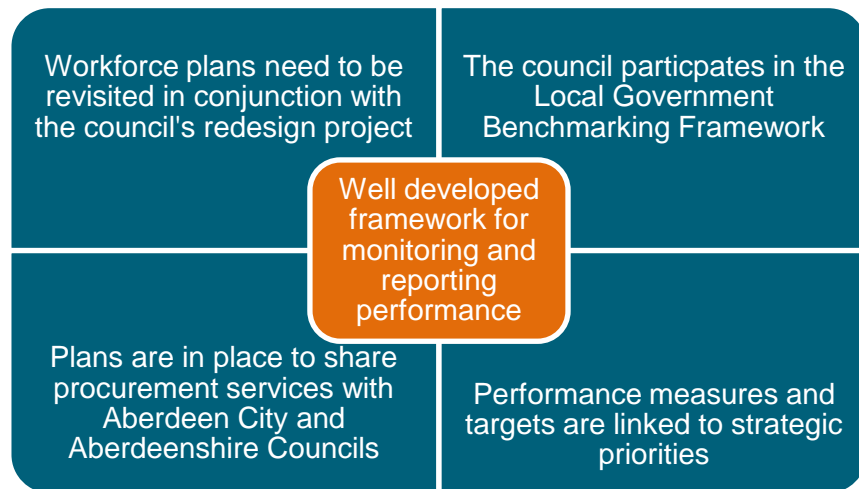 Workforce plans need to be
revisited in conjunction with
the council's redesign project
The council particpates in the
Local Government
Benchmarking Framework
Well developed
framework for
monitoring and
reporting
performance
Plans are in place to share
procurement services with
Aberdeen City and
Aberdeenshire Councils
Performance measures and
targets are linked to strategic
priorities